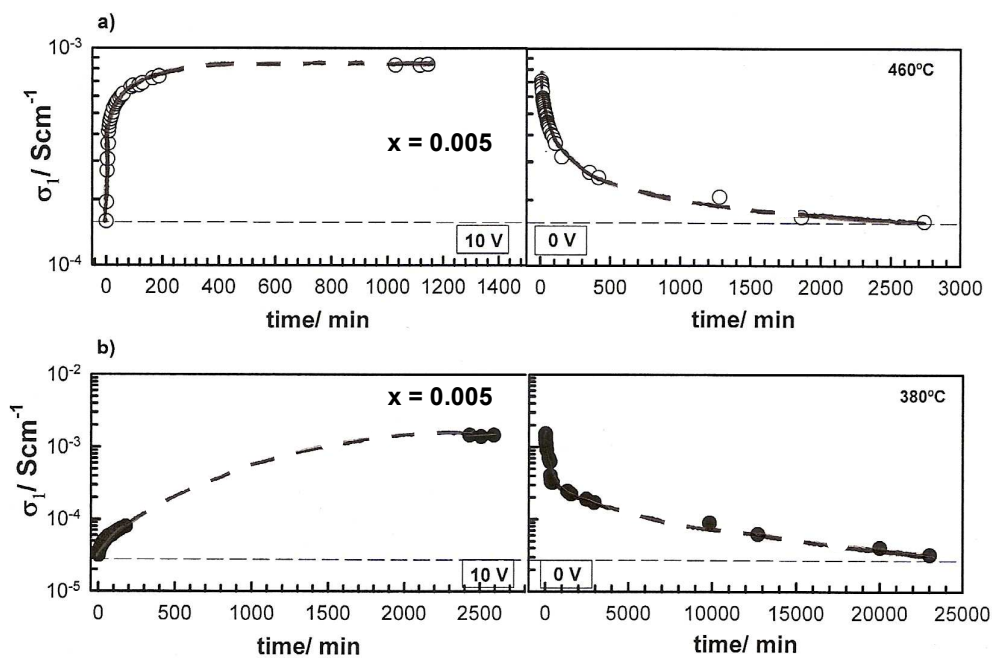 a)
10⁻³
10⁻⁴
σ₁/ Scm⁻¹
x = 0.005
10 V
0 200 400 600 800 1000 1200 1400
time/ min
460ºC
0 V
0 500 1000 1500 2000 2500 3000
time/ min
b)
10⁻²
10⁻³
10⁻⁴
10⁻⁵
σ₁/ Scm⁻¹
x = 0.005
10 V
0 500 1000 1500 2000 2500
time/ min
380ºC
0 V
0 5000 10000 15000 20000 25000
time/ min